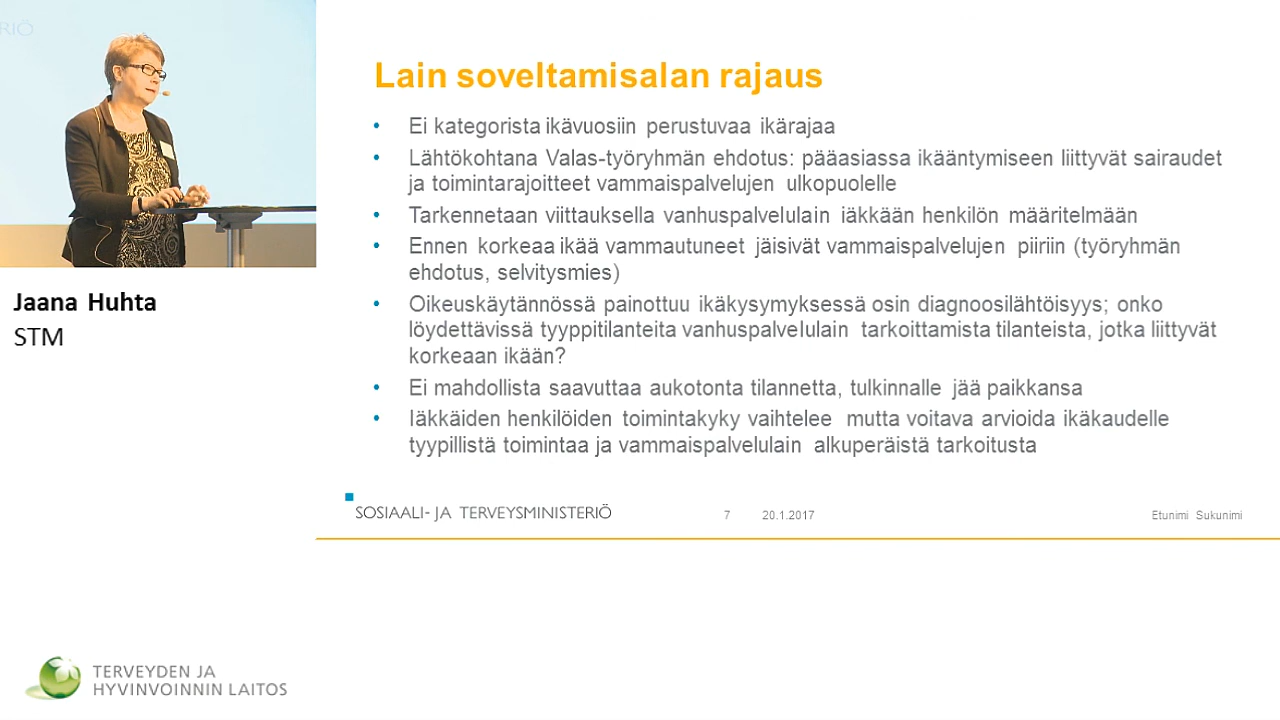 RIÖ
Jaana Huhta
STM
Lain soveltamisalan rajaus
• Ei kategorista ikävuosiin perustuvaa ikärajaa
• Lähtökohtana Valas-työryhmän ehdotus: pääasiassa ikääntymiseen liittyvät sairaudet
ja toimintarajoitteet vammaispalvelujen ulkopuolelle
• Tarkennetaan viittauksella vanhuspalvelulain iäkkään henkilön määritelmään
• Ennen korkeaa ikää vammautuneet jäisivät vammaispalvelujen piiriin (työryhmän
ehdotus, selvitysmies)
• Oikeuskäytännössä painottuu ikäkysymyksessä osin diagnoosilähtöisyys; onko
löydettävissä tyyppitilanteita vanhuspalvelulain tarkoittamista tilanteista, jotka liittyvät
korkeaan ikään?
• Ei mahdollista saavuttaa aukotonta tilannetta, tulkinnalle jää paikkansa
• Iäkkäiden henkilöiden toimintakyky vaihtelee mutta voitava arvioida ikäkaudelle
tyypillistä toimintaa ja vammaispalvelulain alkuperäistä tarkoitusta
SOSIAALI- JA TERVEYSMINISTERIÖ
7
20.1.2017
Etunimi Sukunimi
TERVEYDEN JA
HYVINVOINNIN LAITOS